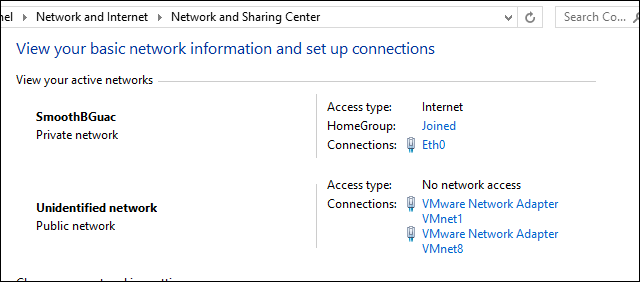 nel › Network and Internet › Network and Sharing Center
Search Co...
View your basic network information and set up connections
View your active networks
SmoothBGuac
Private network
Access type: Internet
HomeGroup: Joined
Connections: Eth0
Unidentified network
Public network
Access type: No network access
Connections: VMware Network Adapter
VMnet1
VMware Network Adapter
VMnet8